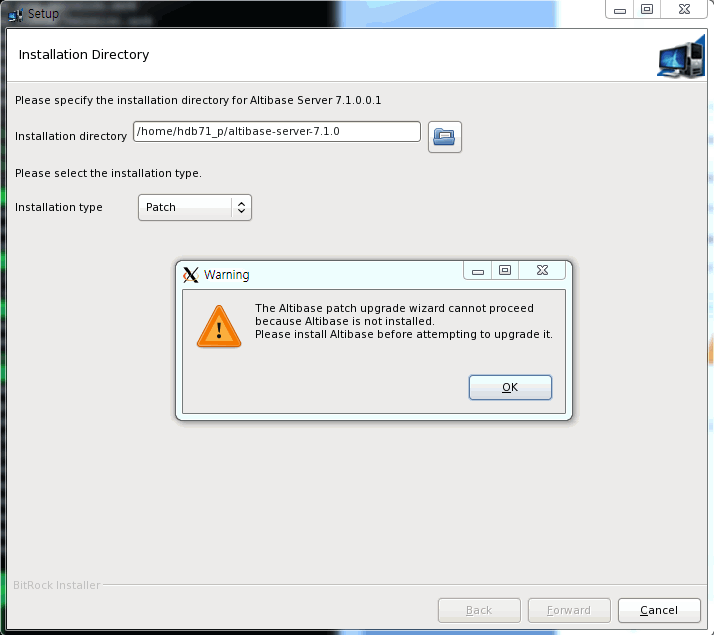 Setup
Installation Directory
Please specify the installation directory for Altibase Server 7.1.0.0.1
Installation directory /home/hdb71_p/altibase-server-7.1.0
Please select the installation type.
Installation type Patch
Warning
The Altibase patch upgrade wizard cannot proceed
because Altibase is not installed.
Please install Altibase before attempting to upgrade it.
OK
BitRock Installer
Back Forward Cancel